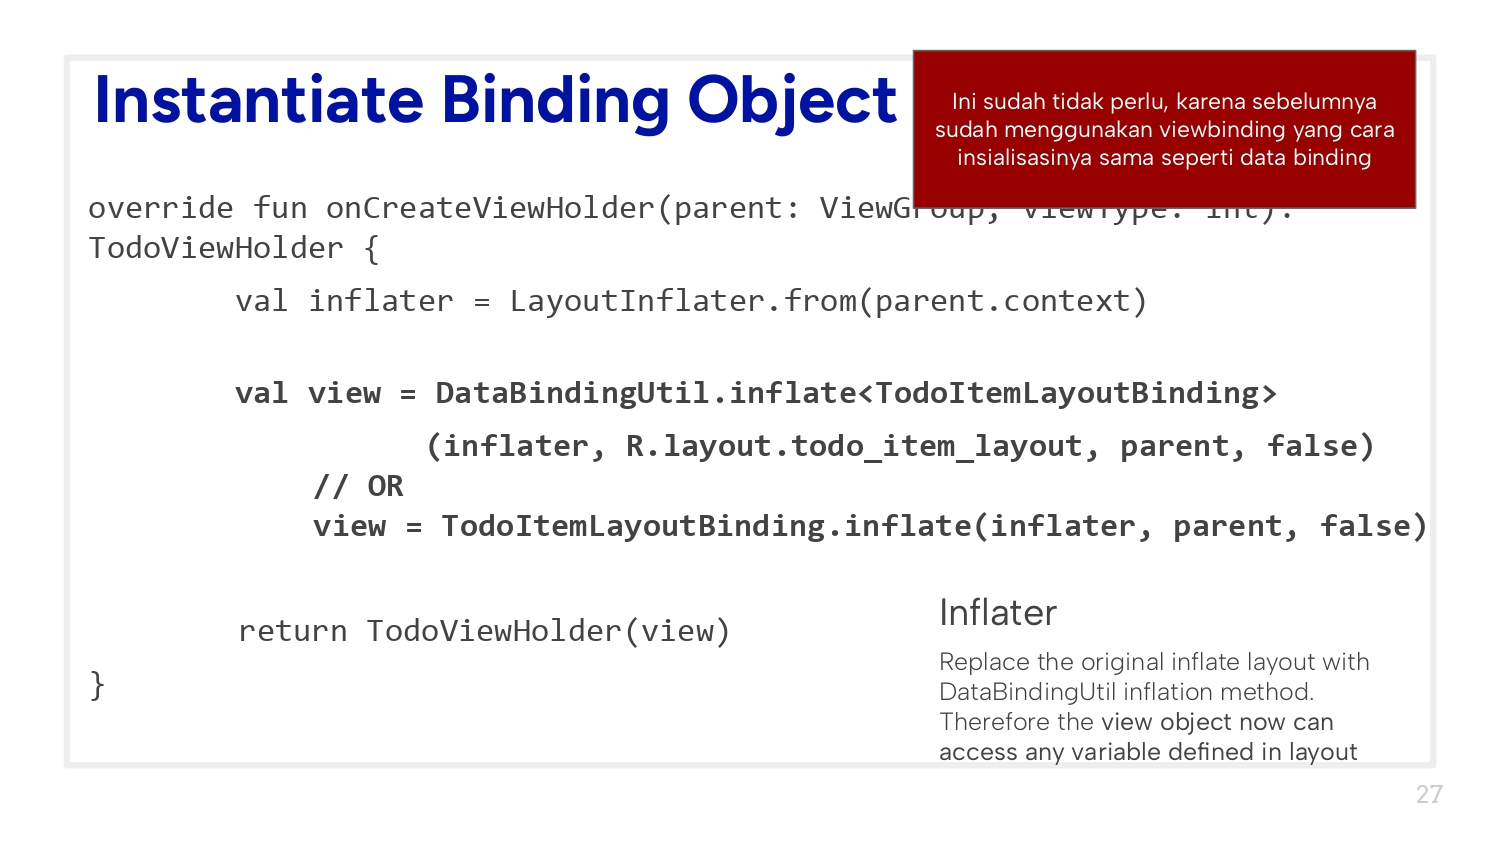 Instantiate Binding Object
Ini sudah tidak perlu, karena sebelumnya
sudah menggunakan viewbinding yang cara
insialisasinya sama seperti data binding
override fun onCreateViewHolder(parent: ViewGroup, viewType: Int):
TodoViewHolder {
val inflater = LayoutInflater.from(parent.context)
val view = DataBindingUtil.inflate<TodoItemLayoutBinding>
(inflater, R.layout.todo_item_layout, parent, false)
// OR
view = TodoItemLayoutBinding.inflate(inflater, parent, false)
return TodoViewHolder(view)
}
Inflater
Replace the original inflate layout with
DataBindingUtil inflation method.
Therefore the view object now can
access any variable defined in layout
27